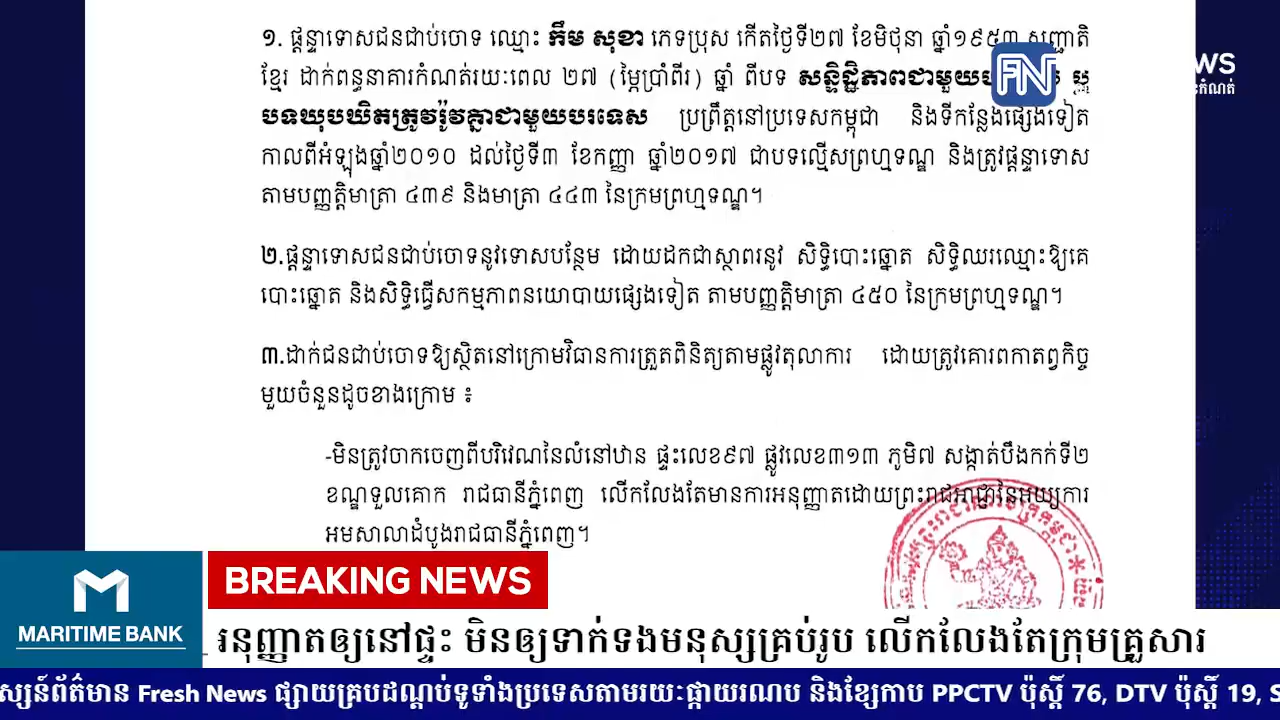 ១. ផ្តន្ទាទោសជនជាប់ចោទ ឈ្មោះ កឹម សុខា ភេទប្រុស កើតថ្ងៃទី២៧ ខែមិថុនា ឆ្នាំ១៩៥៣ សញ្ជាតិ
ខ្មែរ ដាក់ពន្ធនាគារកំណត់រយៈពេល ២៧ (ម្ភៃប្រាំពីរ) ឆ្នាំ ពីបទ សន្ទិដ្ឋិភាពជាមួយ ឬ
បទឃុបឃិតត្រូវរ៉ូវគ្នាជាមួយបរទេស ប្រព្រឹត្តនៅប្រទេសកម្ពុជា និងទីកន្លែងផ្សេងទៀត
កាលពីអំឡុងឆ្នាំ២០១០ ដល់ថ្ងៃទី៣ ខែកញ្ញា ឆ្នាំ២០១៧ ជាបទល្មើសព្រហ្មទណ្ឌ និងត្រូវផ្តន្ទាទោស
តាមបញ្ញត្តិមាត្រា ៤៣៩ និងមាត្រា ៤៤៣ នៃក្រមព្រហ្មទណ្ឌ។
២.ផ្តន្ទាទោសជនជាប់ចោទនូវទោសបន្ថែម ដោយដកជាស្ថាពរនូវ សិទ្ធិបោះឆ្នោត សិទ្ធិឈរឈ្មោះឱ្យគេ
បោះឆ្នោត និងសិទ្ធិធ្វើសកម្មភាពនយោបាយផ្សេងទៀត តាមបញ្ញត្តិមាត្រា ៤៥០ នៃក្រមព្រហ្មទណ្ឌ។
៣.ដាក់ជនជាប់ចោទឱ្យស្ថិតនៅក្រោមវិធានការត្រួតពិនិត្យតាមផ្លូវតុលាការ ដោយត្រូវគោរពកាតព្វកិច្ច
មួយចំនួនដូចខាងក្រោម ៖
-មិនត្រូវចាកចេញពីបរិវេណនៃលំនៅឋាន ផ្ទះលេខ៩៧ ផ្លូវលេខ៣១៣ ភូមិ៧ សង្កាត់បឹងកក់ទី២
ខណ្ឌទួលគោក រាជធានីភ្នំពេញ លើកលែងតែមានការអនុញ្ញាតដោយព្រះរាជអាជ្ញានៃអយ្យការ
អមសាលាដំបូងរាជធានីភ្នំពេញ។
FN
WS
កំណត់
BREAKING NEWS
MARITIME BANK
អនុញ្ញាតឲ្យនៅផ្ទះ មិនឲ្យទាក់ទងមនុស្សគ្រប់រូប លើកលែងតែក្រុមគ្រួសារ
ស្សន៍ព័ត៌មាន Fresh News ផ្សាយគ្របដណ្តប់ទូទាំងប្រទេសតាមរយៈផ្កាយរណប និងខ្សែកាប PPCTV ប៉ុស្តិ៍ 76, DTV ប៉ុស្តិ៍ 19, S